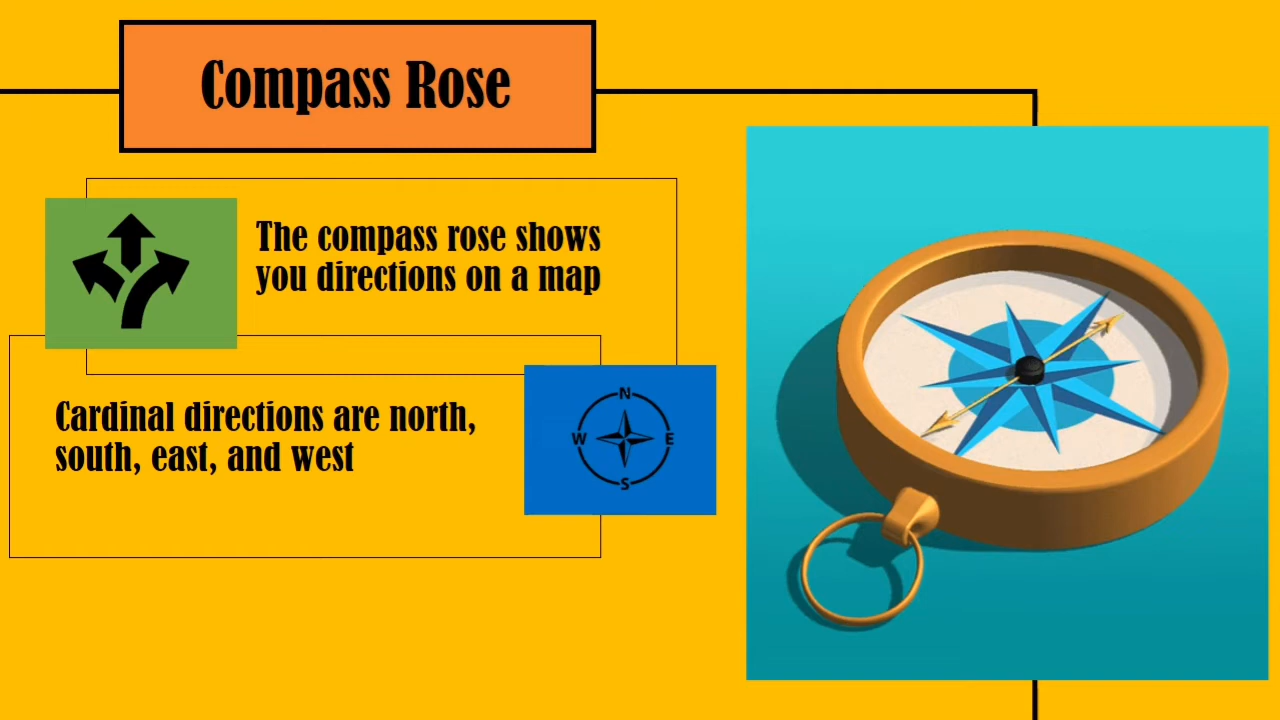 Compass Rose
The compass rose shows
you directions on a map
Cardinal directions are north,
south, east, and west
N
W E
S